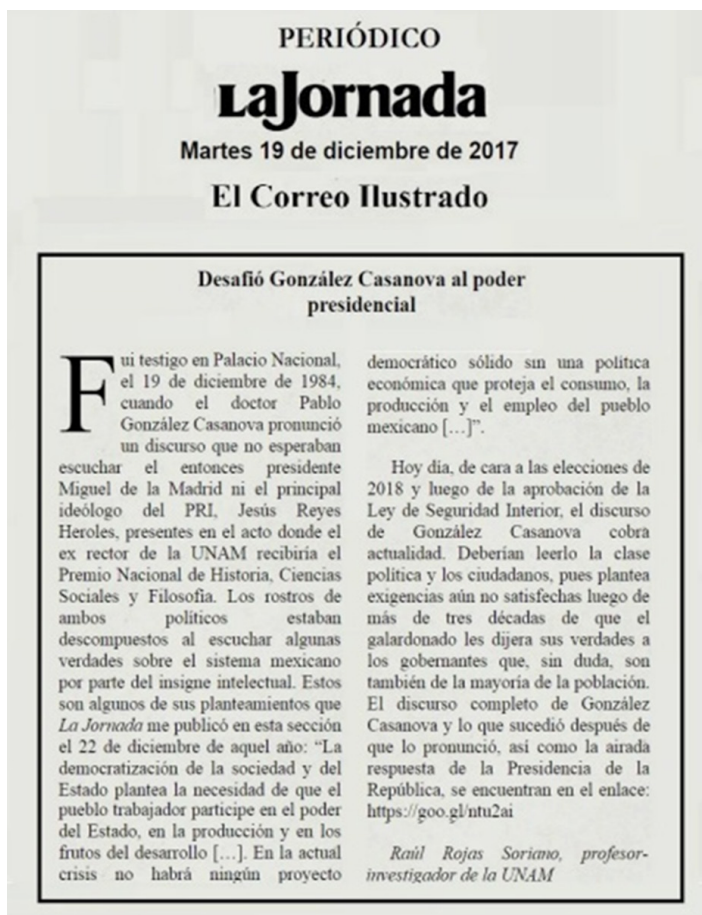 PERIÓDICO
LaJornada
Martes 19 de diciembre de 2017
El Correo Ilustrado
Desafió González Casanova al poder
presidencial
Fui testigo en Palacio Nacional,
el 19 de diciembre de 1984,
cuando el doctor Pablo
González Casanova pronunció
un discurso que no esperaban
escuchar el entonces presidente
Miguel de la Madrid ni el principal
ideólogo del PRI, Jesús Reyes
Heroles, presentes en el acto donde el
ex rector de la UNAM recibiría el
Premio Nacional de Historia, Ciencias
Sociales y Filosofía. Los rostros de
ambos políticos estaban
descompuestos al escuchar algunas
verdades sobre el sistema mexicano
por parte del insigne intelectual. Estos
son algunos de sus planteamientos que
La Jornada me publicó en esta sección
el 22 de diciembre de aquel año: “La
democratización de la sociedad y del
Estado plantea la necesidad de que el
pueblo trabajador participe en el poder
del Estado, en la producción y en los
frutos del desarrollo [...]. En la actual
crisis no habrá ningún proyecto
democrático sólido sin una política
económica que proteja el consumo, la
producción y el empleo del pueblo
mexicano [...]”.
Hoy día, de cara a las elecciones de
2018 y luego de la aprobación de la
Ley de Seguridad Interior, el discurso
de González Casanova cobra
actualidad. Deberían leerlo la clase
política y los ciudadanos, pues plantea
exigencias aún no satisfechas luego de
más de tres décadas de que el
galardonado les dijera sus verdades a
los gobernantes que, sin duda, son
también de la mayoría de la población.
El discurso completo de González
Casanova y lo que sucedió después de
que lo pronunció, así como la airada
respuesta de la Presidencia de la
República, se encuentran en el enlace:
https://goo.gl/ntu2ai
Raúl Rojas Soriano, profesor-
investigador de la UNAM